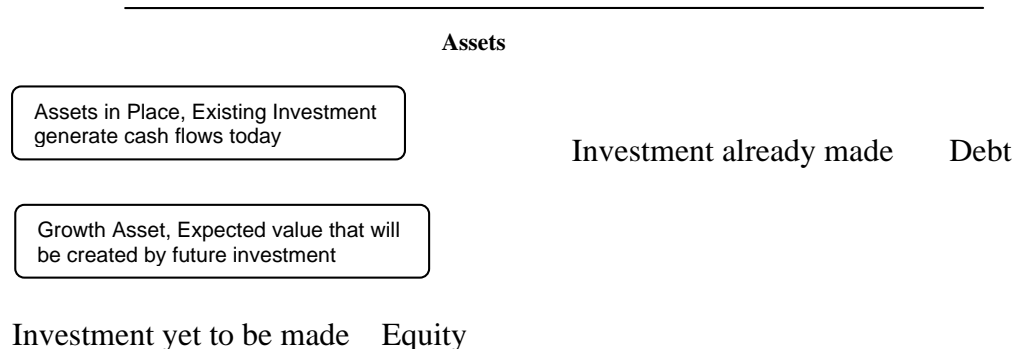 Assets
Assets in Place, Existing Investment
generate cash flows today
Investment already made Debt
Growth Asset, Expected value that will
be created by future investment
Investment yet to be made Equity